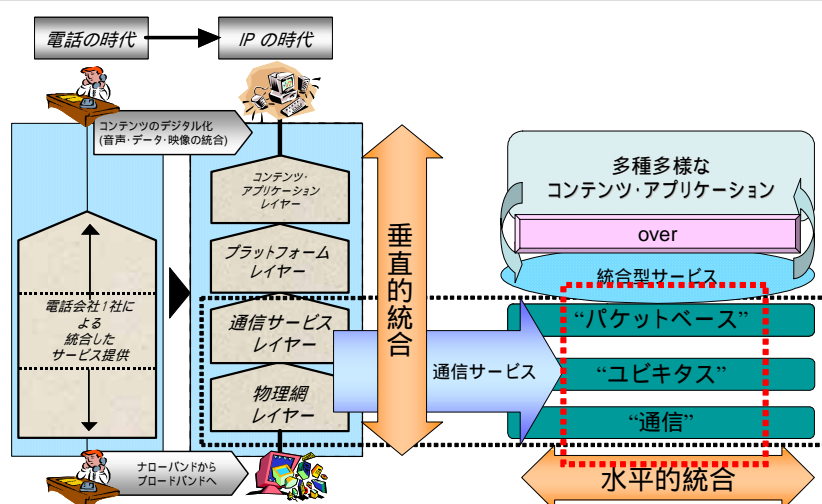 電話の時代
IP の時代
コンテンツのデジタル化
(音声・データ・映像の統合)
電話会社1社に
よる
統合した
サービス提供
ナローバンドから
ブロードバンドへ
コンテンツ・
アプリケーション
レイヤー
プラットフォーム
レイヤー
通信サービス
レイヤー
物理網
レイヤー
垂直的統合
通信サービス
多種多様な
コンテンツ・アプリケーション
over
統合型サービス
“パケットベース”
“ユビキタス”
“通信”
水平的統合